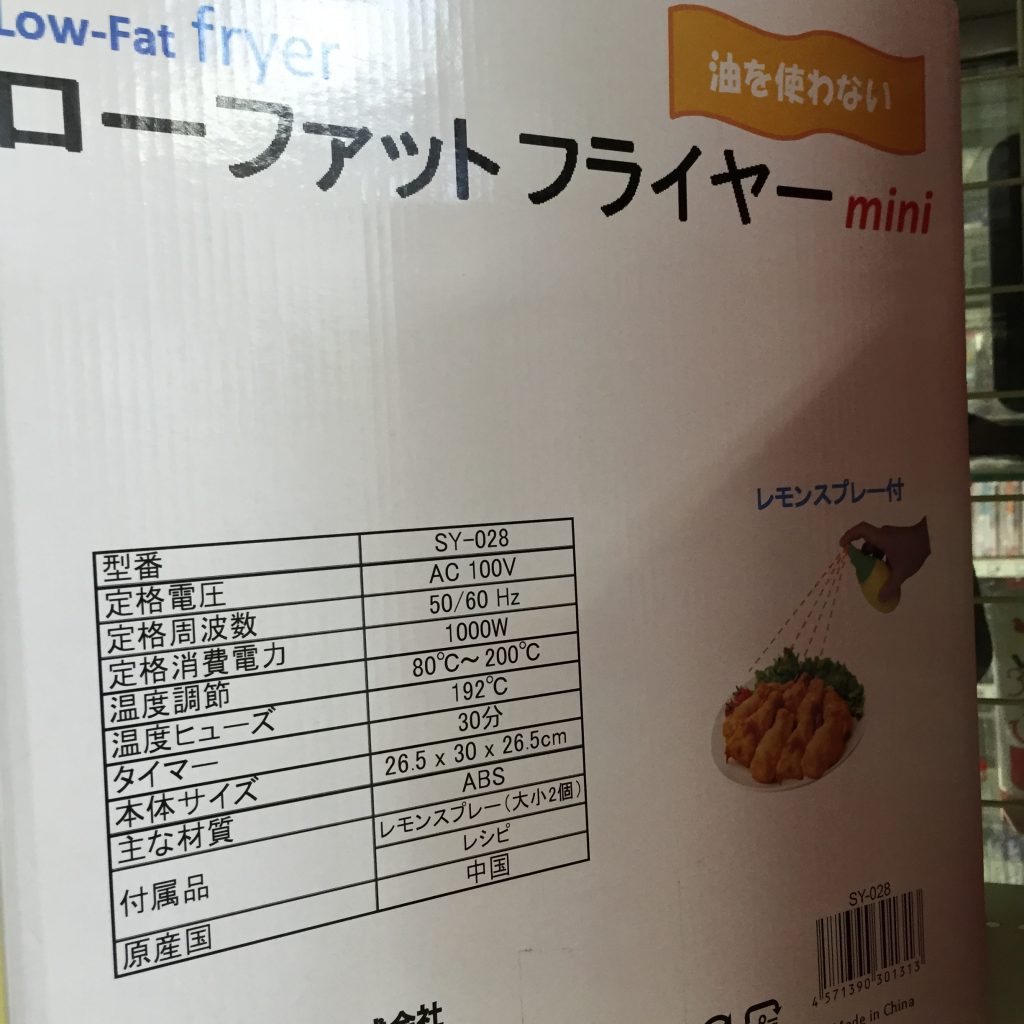 Low-Fat fryer
油を使わない
ローファットフライヤー mini
レモンスプレー付
型番 SY-028
定格電圧 AC 100V
定格周波数 50/60 Hz
定格消費電力 1000W
温度調節 80℃～200℃
温度ヒューズ 192℃
タイマー 30分
本体サイズ 26.5 x 30 x 26.5cm
主な材質 ABS
付属品 レモンスプレー(大小2個)
レシピ
原産国 中国
SY-028
4 571390 301313
Made in China
式会社